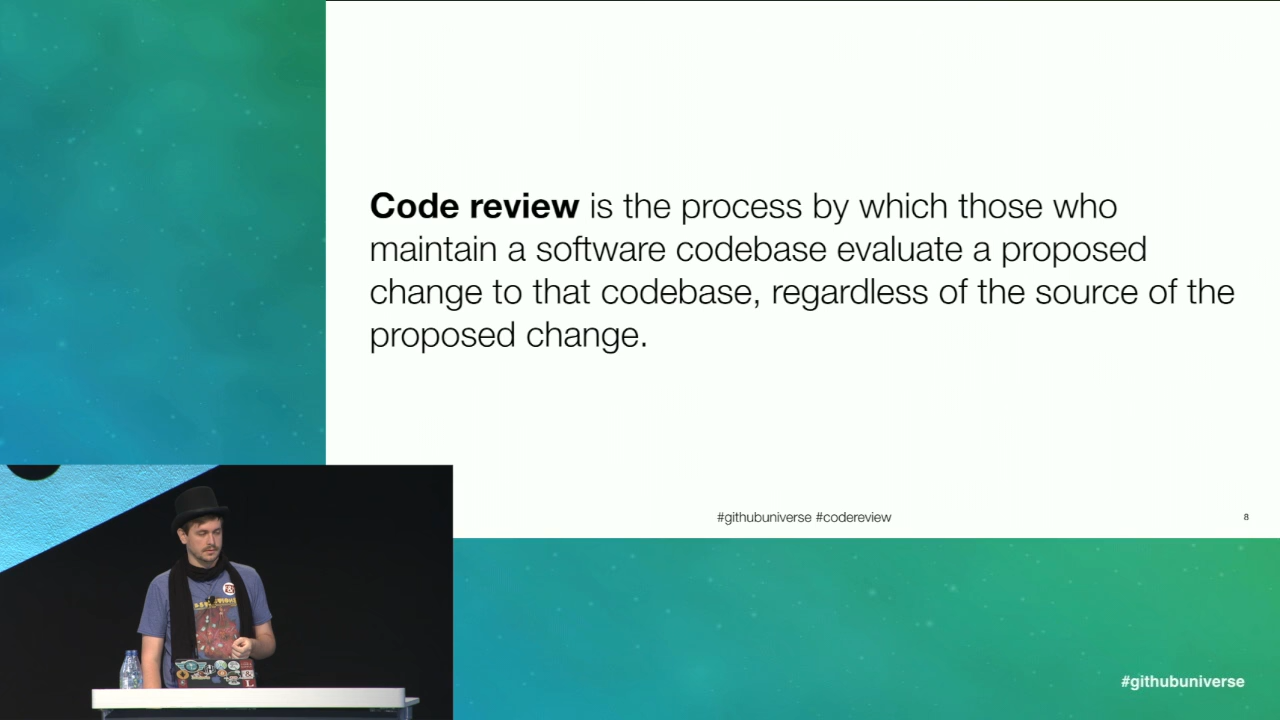 Code review is the process by which those who
maintain a software codebase evaluate a proposed
change to that codebase, regardless of the source of the
proposed change.
#githubuniverse #codereview
8
#githubuniverse